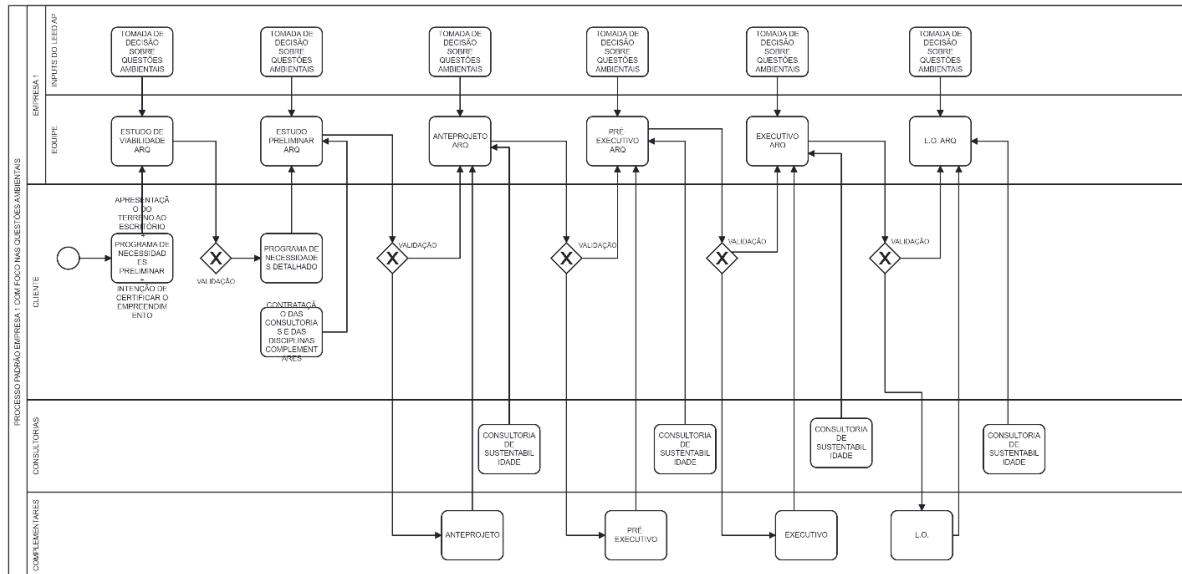 PROCESSO PADRÃO EMPRESA 1 COM FOCO NAS QUESTÕES AMBIENTAIS
EMPRESA 1
INPUTS DO LEED AP
TOMADA DE
DECISÃO
SOBRE
QUESTÕES
AMBIENTAIS
TOMADA DE
DECISÃO
SOBRE
QUESTÕES
AMBIENTAIS
TOMADA DE
DECISÃO
SOBRE
QUESTÕES
AMBIENTAIS
TOMADA DE
DECISÃO
SOBRE
QUESTÕES
AMBIENTAIS
TOMADA DE
DECISÃO
SOBRE
QUESTÕES
AMBIENTAIS
TOMADA DE
DECISÃO
SOBRE
QUESTÕES
AMBIENTAIS
EQUIPE
ESTUDO DE
VIABILIDADE
ARQ
ESTUDO
PRELIMINAR
ARQ
ANTEPROJETO
ARQ
PRÉ
EXECUTIVO
ARQ
EXECUTIVO
ARQ
L.O. ARQ
CLIENTE
APRESENTAÇÃ
O DO
TERRENO AO
ESCRITÓRIO
+
PROGRAMA DE
NECESSIDAD
ES
PRELIMINAR
+
INTENÇÃO DE
CERTIFICAR O
EMPREENDI
MENTO
X
VALIDAÇÃO
PROGRAMA DE
NECESSIDADE
S DETALHADO
CONTRATAÇÃ
O DAS
CONSULTORIA
S E DAS
DISCIPLINAS
COMPLEMENT
ARES
X
VALIDAÇÃO
X
VALIDAÇÃO
X
VALIDAÇÃO
X
VALIDAÇÃO
CONSULTORIAS
CONSULTORIA
DE
SUSTENTABIL
IDADE
CONSULTORIA
DE
SUSTENTABIL
IDADE
CONSULTORIA
DE
SUSTENTABIL
IDADE
CONSULTORIA
DE
SUSTENTABIL
IDADE
COMPLEMENTARES
ANTEPROJETO
PRÉ
EXECUTIVO
EXECUTIVO
L.O.